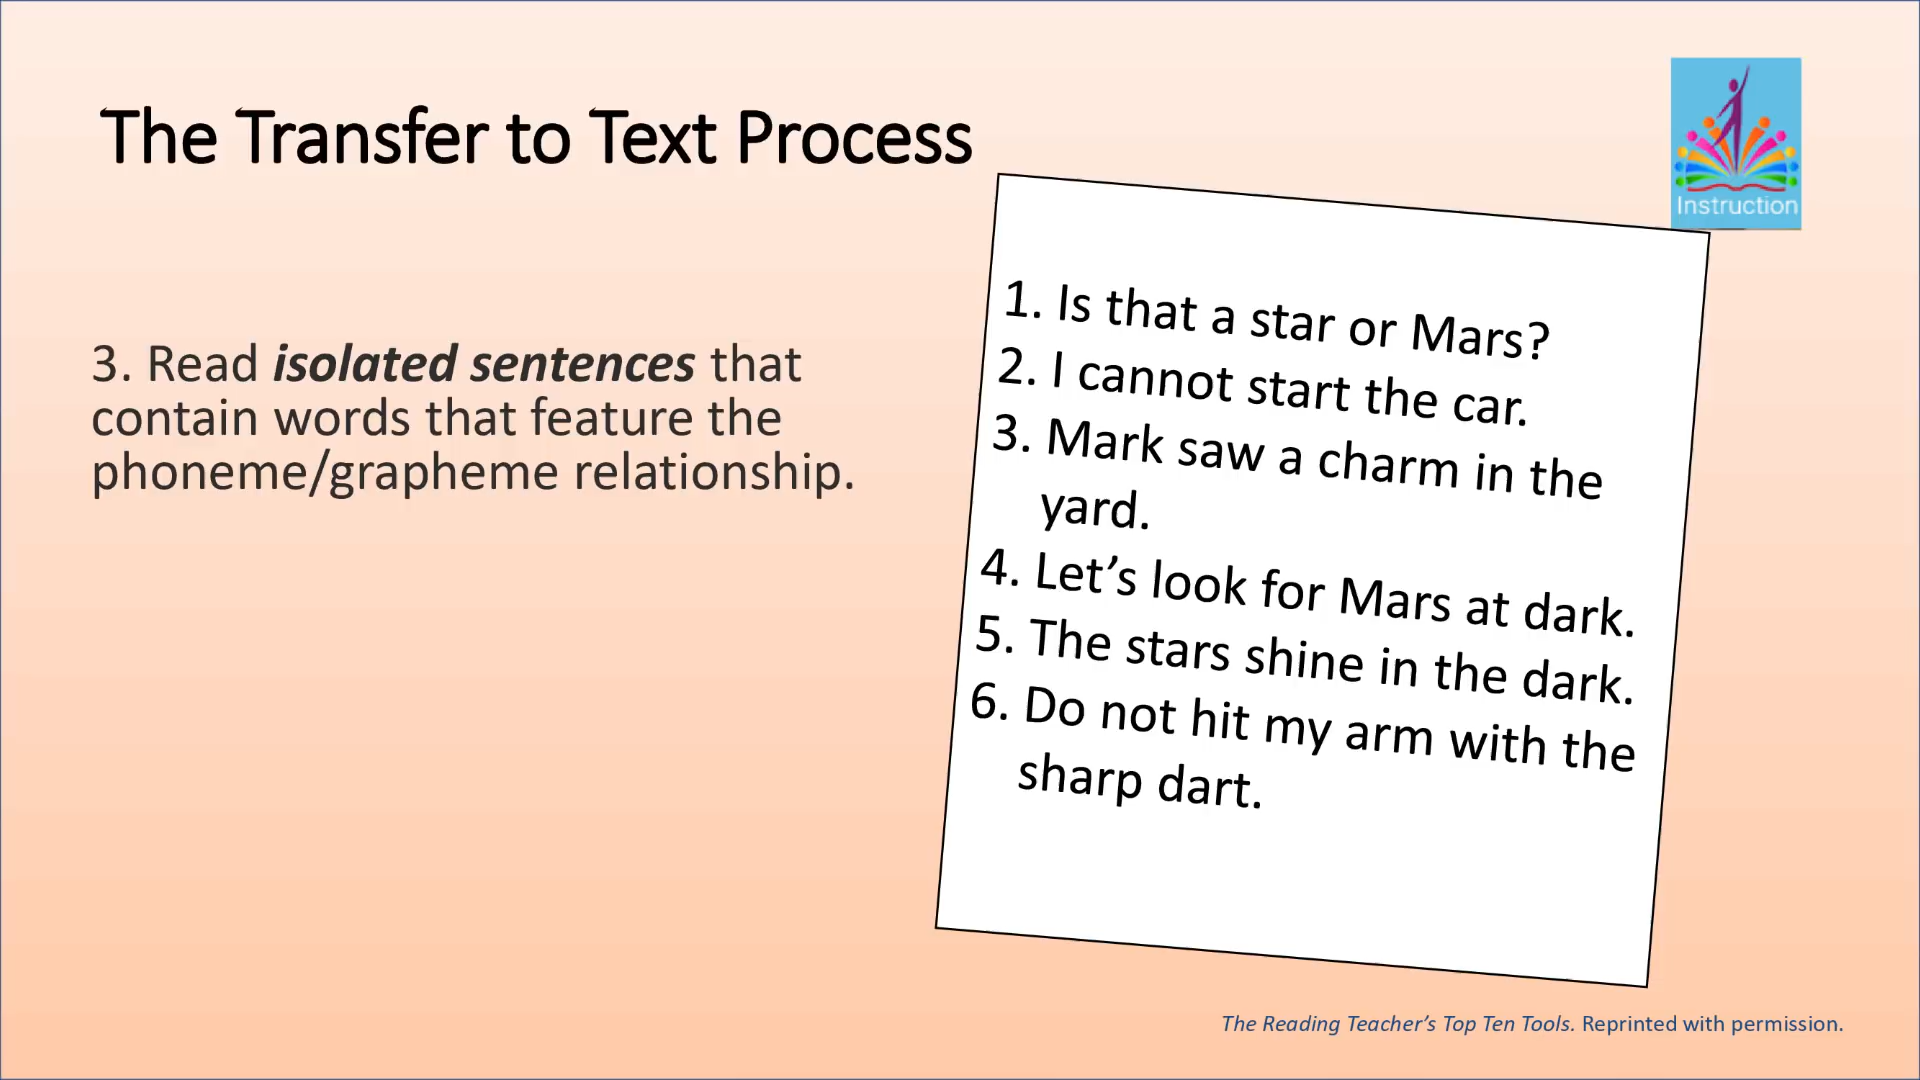 The Transfer to Text Process
Instruction
3. Read isolated sentences that
contain words that feature the
phoneme/grapheme relationship.
1. Is that a star or Mars?
2. I cannot start the car.
3. Mark saw a charm in the
yard.
4. Let’s look for Mars at dark.
5. The stars shine in the dark.
6. Do not hit my arm with the
sharp dart.
The Reading Teacher’s Top Ten Tools. Reprinted with permission.